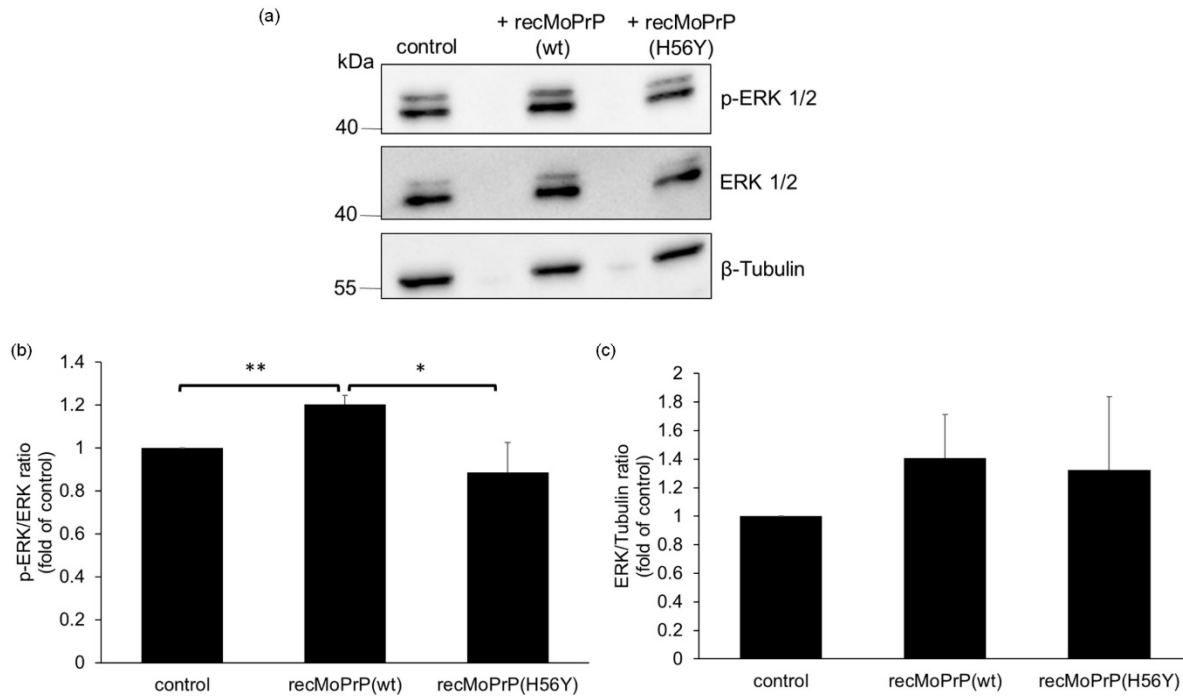 (a)
control
+ recMoPrP
(wt)
+ recMoPrP
(H56Y)
kDa
p-ERK 1/2
40
ERK 1/2
40
β-Tubulin
55
(b)
p-ERK/ERK ratio
(fold of control)
1.4
1.2
1
0.8
0.6
0.4
0.2
0
**
*
control
recMoPrP(wt)
recMoPrP(H56Y)
(c)
ERK/Tubulin ratio
(fold of control)
2
1.8
1.6
1.4
1.2
1
0.8
0.6
0.4
0.2
0
control
recMoPrP(wt)
recMoPrP(H56Y)